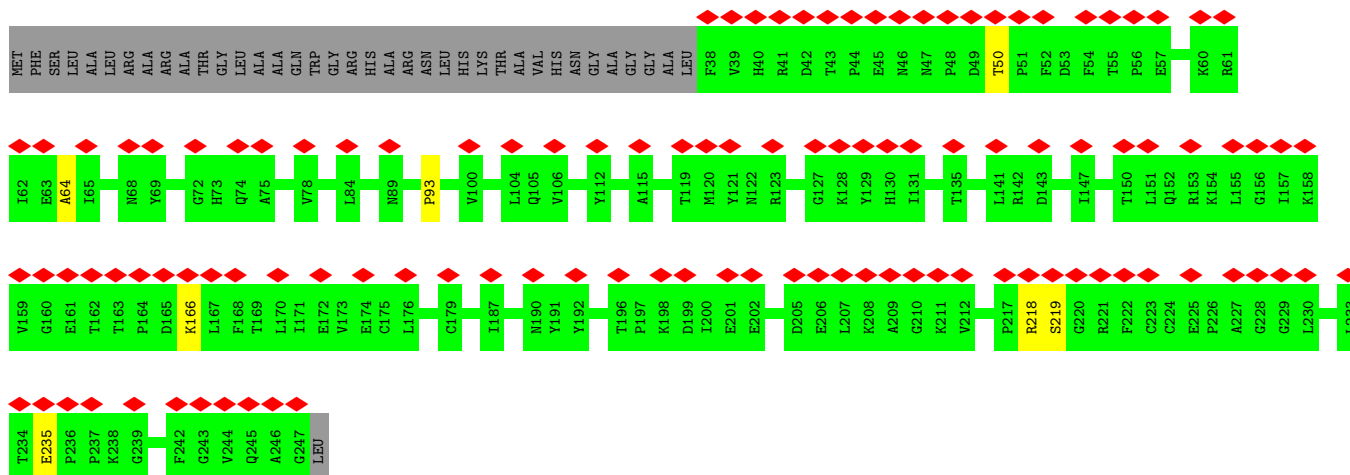 MET PHE SER LEU ALA LEU ARG ALA ARG ALA THR GLY LEU ALA ALA GLN TRP GLY ARG HIS ALA ARG ASN LEU HIS LYS THR ALA VAL HIS ASN GLY ALA GLY GLY ALA LEU F38 V39 H40 R41 D42 T43 P44 E45 N46 N47 P48 D49 T50 P51 F52 D53 F54 T55 P56 E57 K60 R61
I62 E63 A64 I65 N68 Y69 G72 H73 Q74 A75 V78 L84 N89 P93 V100 L104 Q105 V106 Y112 A115 T119 M120 Y121 N122 R123 G127 K128 Y129 H130 I131 T135 L141 R142 D143 I147 T150 L151 Q152 R153 K154 L155 G156 I157 K158
V159 G160 E161 T162 T163 P164 D165 K166 L167 F168 T169 L170 I171 E172 V173 E174 C175 L176 C179 I187 N190 Y191 Y192 T196 P197 K198 D199 I200 E201 E202 D205 E206 L207 K208 A209 G210 K211 V212 P217 R218 S219 G220 R221 F222 C223 C224 E225 P226 A227 G228 G229 L230
T234 E235 P236 P237 K238 G239 F242 G243 V244 Q245 A246 G247 LEU